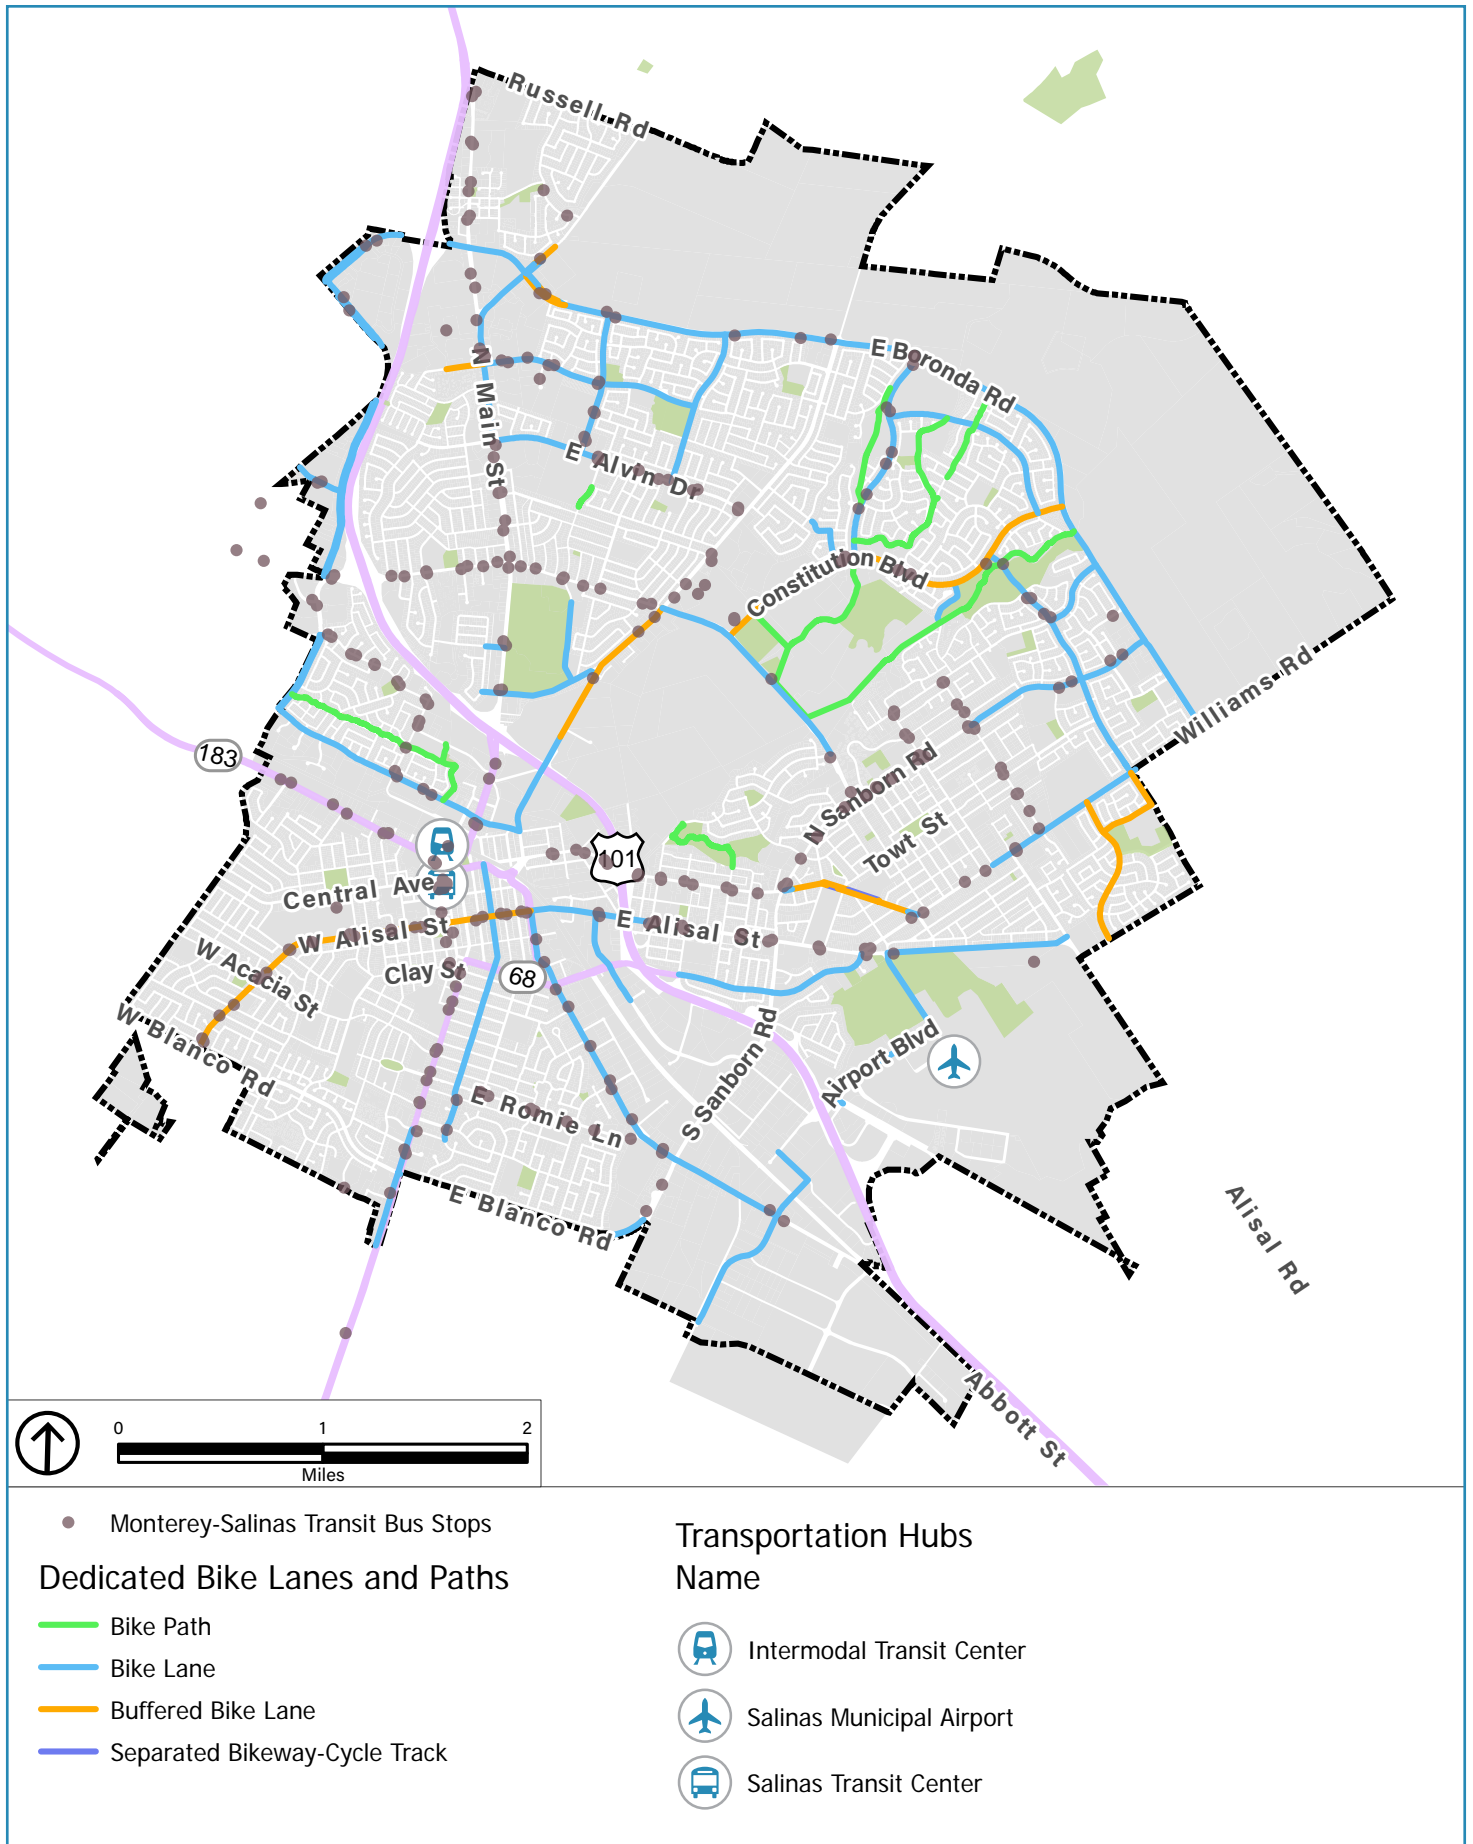 Russell Rd
E Boronda Rd
N Main St
E Alvin Dr
Constitution Blvd
Williams Rd
183
N Sanborn Rd
Towt St
101
Central Ave
W Alisal St
E Alisal St
W Acacia St
Clay St
68
W Blanco Rd
Airport Blvd
S Sanborn Rd
E Romie Ln
E Blanco Rd
Alisal Rd
Abbott St
0 1 2
Miles
Monterey-Salinas Transit Bus Stops
Dedicated Bike Lanes and Paths
Bike Path
Bike Lane
Buffered Bike Lane
Separated Bikeway-Cycle Track
Transportation Hubs
Name
Intermodal Transit Center
Salinas Municipal Airport
Salinas Transit Center